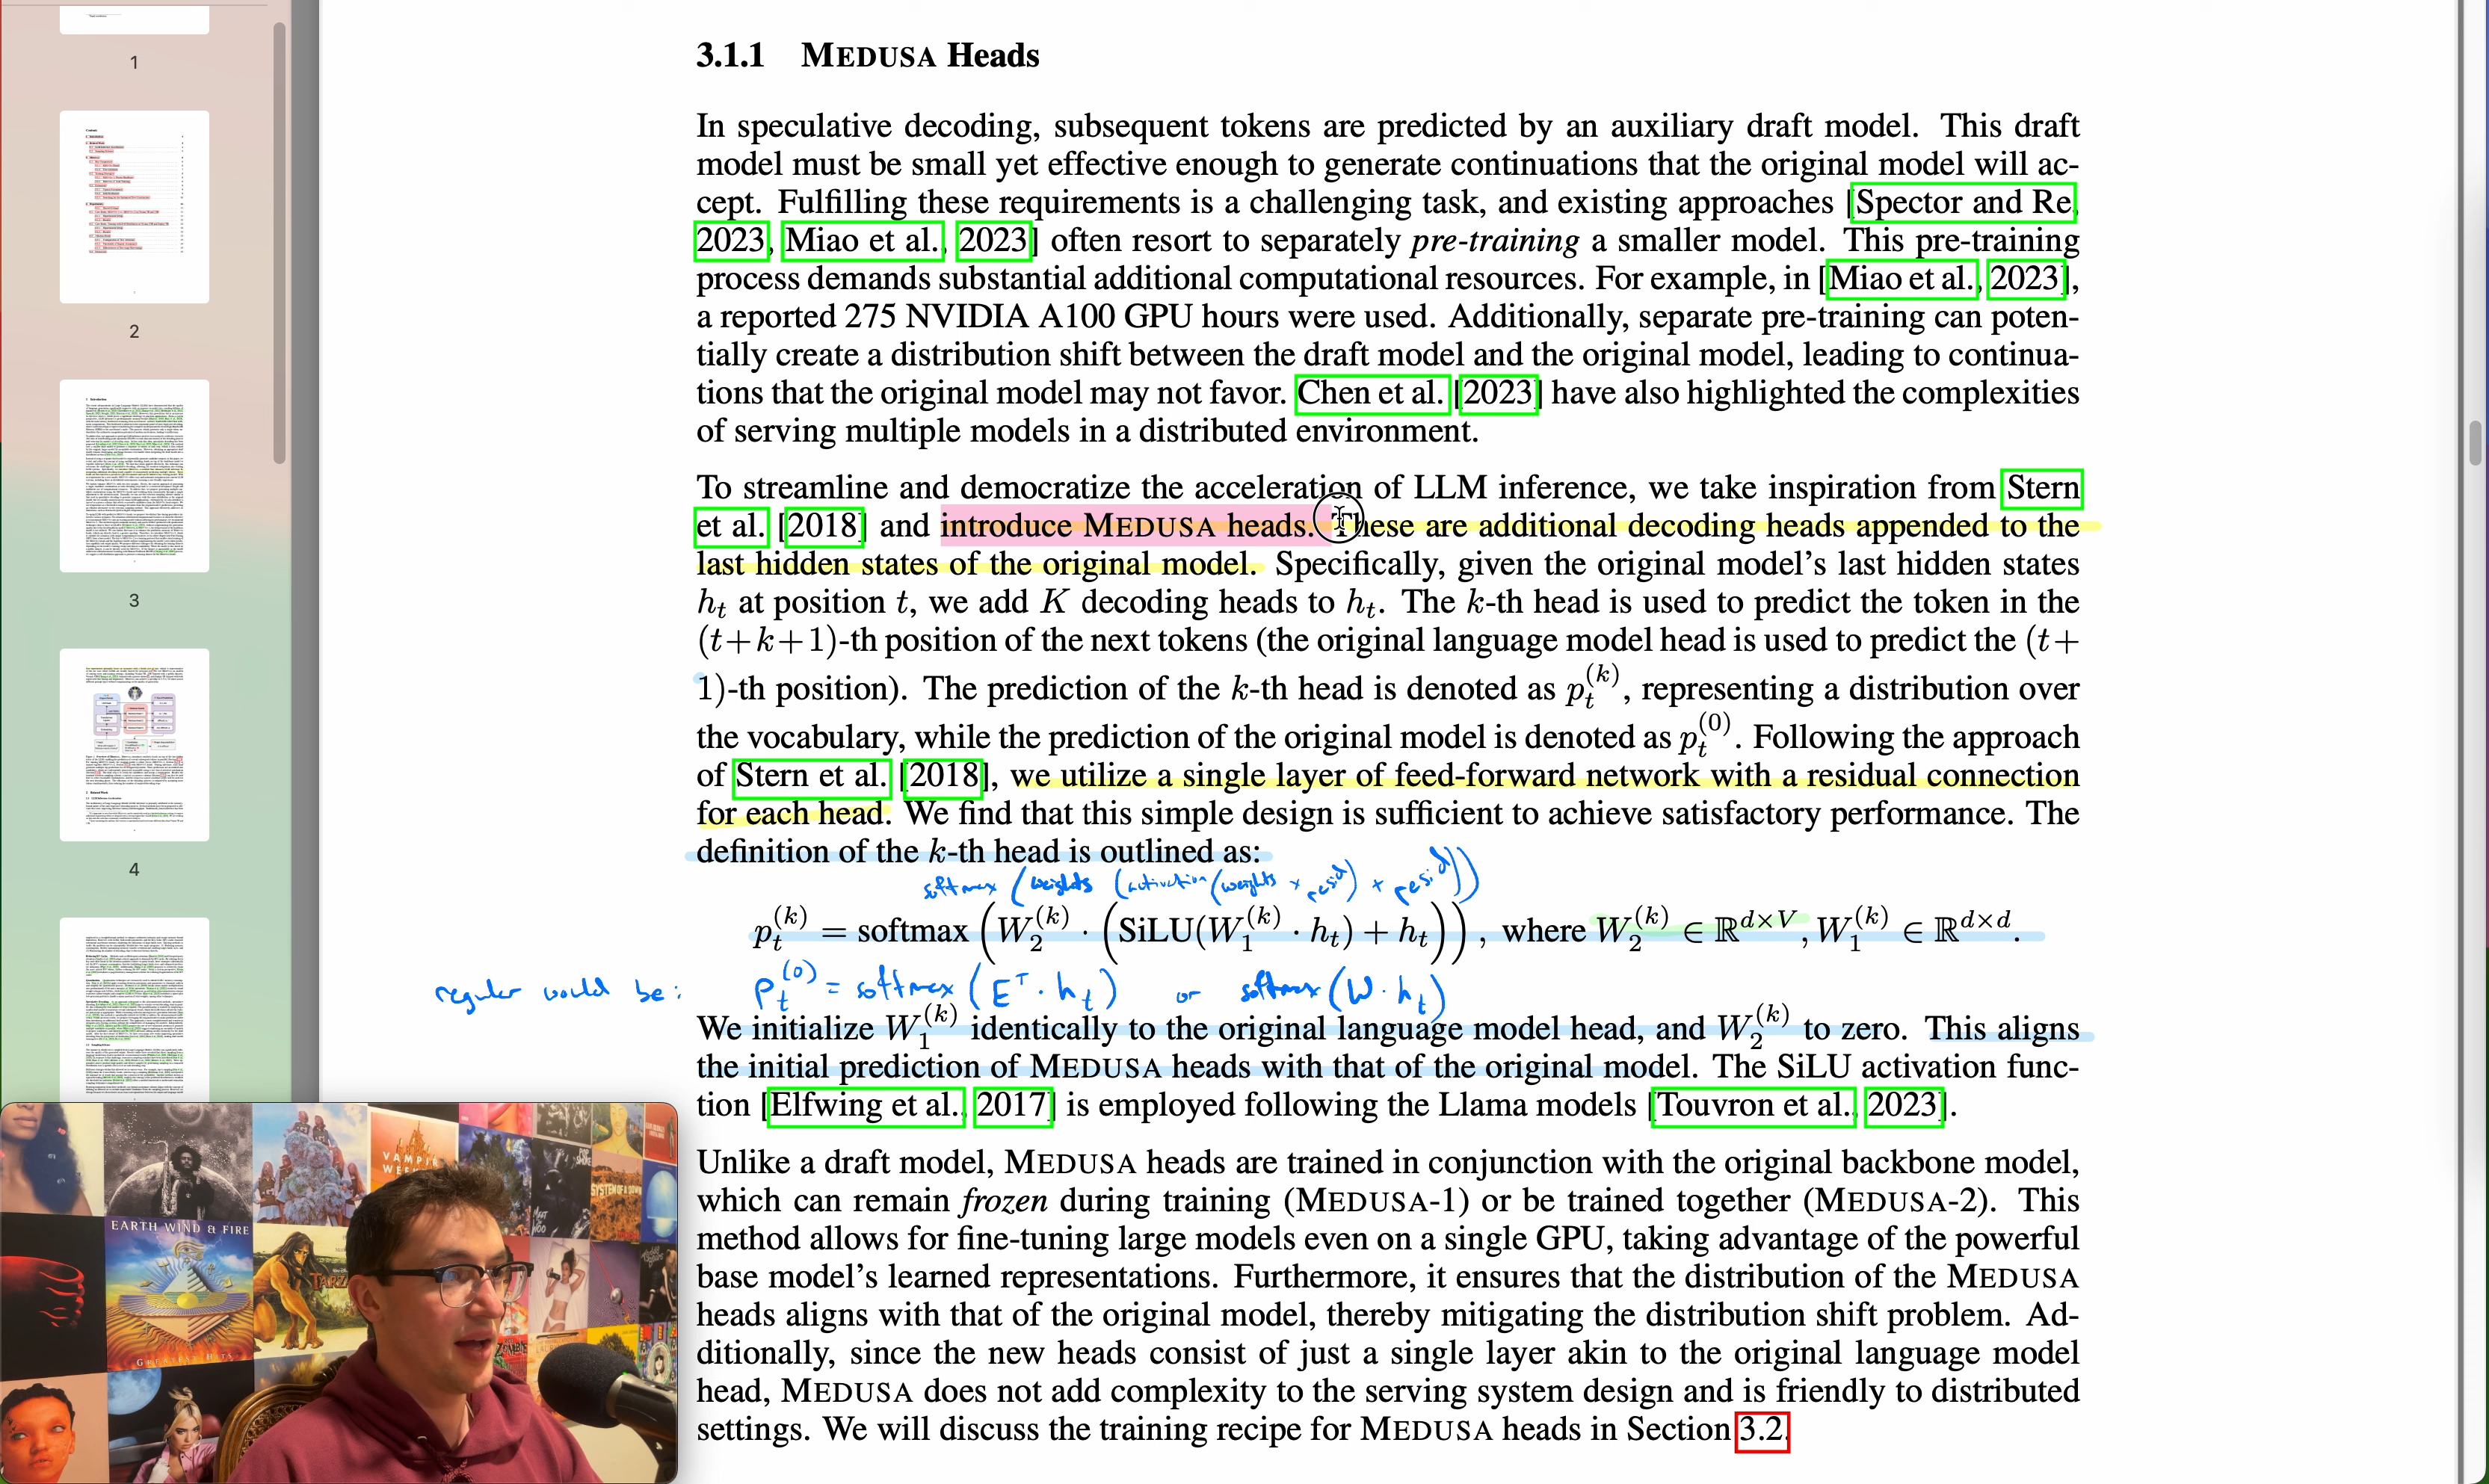 1
2
3
4
3.1.1 MEDUSA Heads
In speculative decoding, subsequent tokens are predicted by an auxiliary draft model. This draft
model must be small yet effective enough to generate continuations that the original model will ac-
cept. Fulfilling these requirements is a challenging task, and existing approaches [Spector and Re,
2023, Miao et al., 2023] often resort to separately pre-training a smaller model. This pre-training
process demands substantial additional computational resources. For example, in [Miao et al., 2023],
a reported 275 NVIDIA A100 GPU hours were used. Additionally, separate pre-training can poten-
tially create a distribution shift between the draft model and the original model, leading to continua-
tions that the original model may not favor. Chen et al. [2023] have also highlighted the complexities
of serving multiple models in a distributed environment.
To streamline and democratize the acceleration of LLM inference, we take inspiration from Stern
et al. [2018] and introduce MEDUSA heads. These are additional decoding heads appended to the
last hidden states of the original model. Specifically, given the original model's last hidden states
h_t at position t, we add K decoding heads to h_t. The k-th head is used to predict the token in the
(t+k+1)-th position of the next tokens (the original language model head is used to predict the (t+
1)-th position). The prediction of the k-th head is denoted as p_t^(k), representing a distribution over
the vocabulary, while the prediction of the original model is denoted as p_t^(0). Following the approach
of Stern et al. [2018], we utilize a single layer of feed-forward network with a residual connection
for each head. We find that this simple design is sufficient to achieve satisfactory performance. The
definition of the k-th head is outlined as:
softmax (weights (activation (weights × resid) + resid))
p_t^(k) = softmax (W_2^(k) · (SiLU(W_1^(k) · h_t) + h_t)), where W_2^(k) ∈ ℝ^{d×V}, W_1^(k) ∈ ℝ^{d×d}.
regular would be: P_t^(0) = softmax (E^T · h_t) or softmax (W · h_t)
We initialize W_1^(k) identically to the original language model head, and W_2^(k) to zero. This aligns
the initial prediction of MEDUSA heads with that of the original model. The SiLU activation func-
tion [Elfwing et al., 2017] is employed following the Llama models [Touvron et al., 2023].
Unlike a draft model, MEDUSA heads are trained in conjunction with the original backbone model,
which can remain frozen during training (MEDUSA-1) or be trained together (MEDUSA-2). This
method allows for fine-tuning large models even on a single GPU, taking advantage of the powerful
base model's learned representations. Furthermore, it ensures that the distribution of the MEDUSA
heads aligns with that of the original model, thereby mitigating the distribution shift problem. Ad-
ditionally, since the new heads consist of just a single layer akin to the original language model
head, MEDUSA does not add complexity to the serving system design and is friendly to distributed
settings. We will discuss the training recipe for MEDUSA heads in Section 3.2.
VAMPI
WEEK
SYSTEM OF A DOWN
EARTH WIND & FIRE
GREATEST HITS
TARZ
ZOMBIE